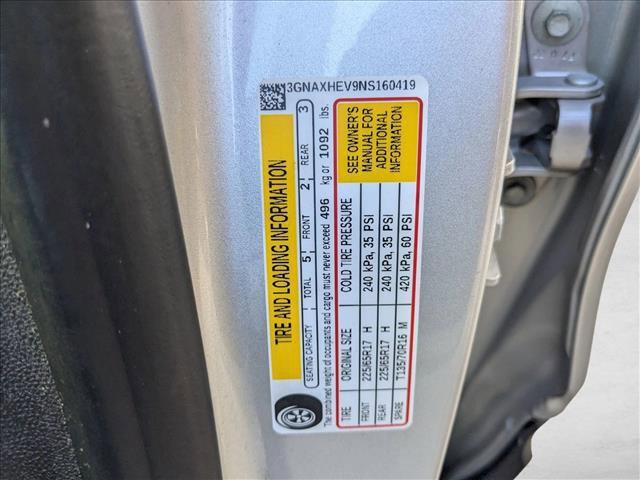 3GNAXHEV9NS160419
TIRE AND LOADING INFORMATION
SEATING CAPACITY TOTAL 5 FRONT 2 REAR 3
The combined weight of occupants and cargo must never exceed 496 kg or 1092 lbs.
TIRE ORIGINAL SIZE COLD TIRE PRESSURE
FRONT 225/65R17 H 240 kPa, 35 PSI
REAR 225/65R17 H 240 kPa, 35 PSI
SPARE T135/70R16 M 420 kPa, 60 PSI
SEE OWNER'S
MANUAL FOR
ADDITIONAL
INFORMATION